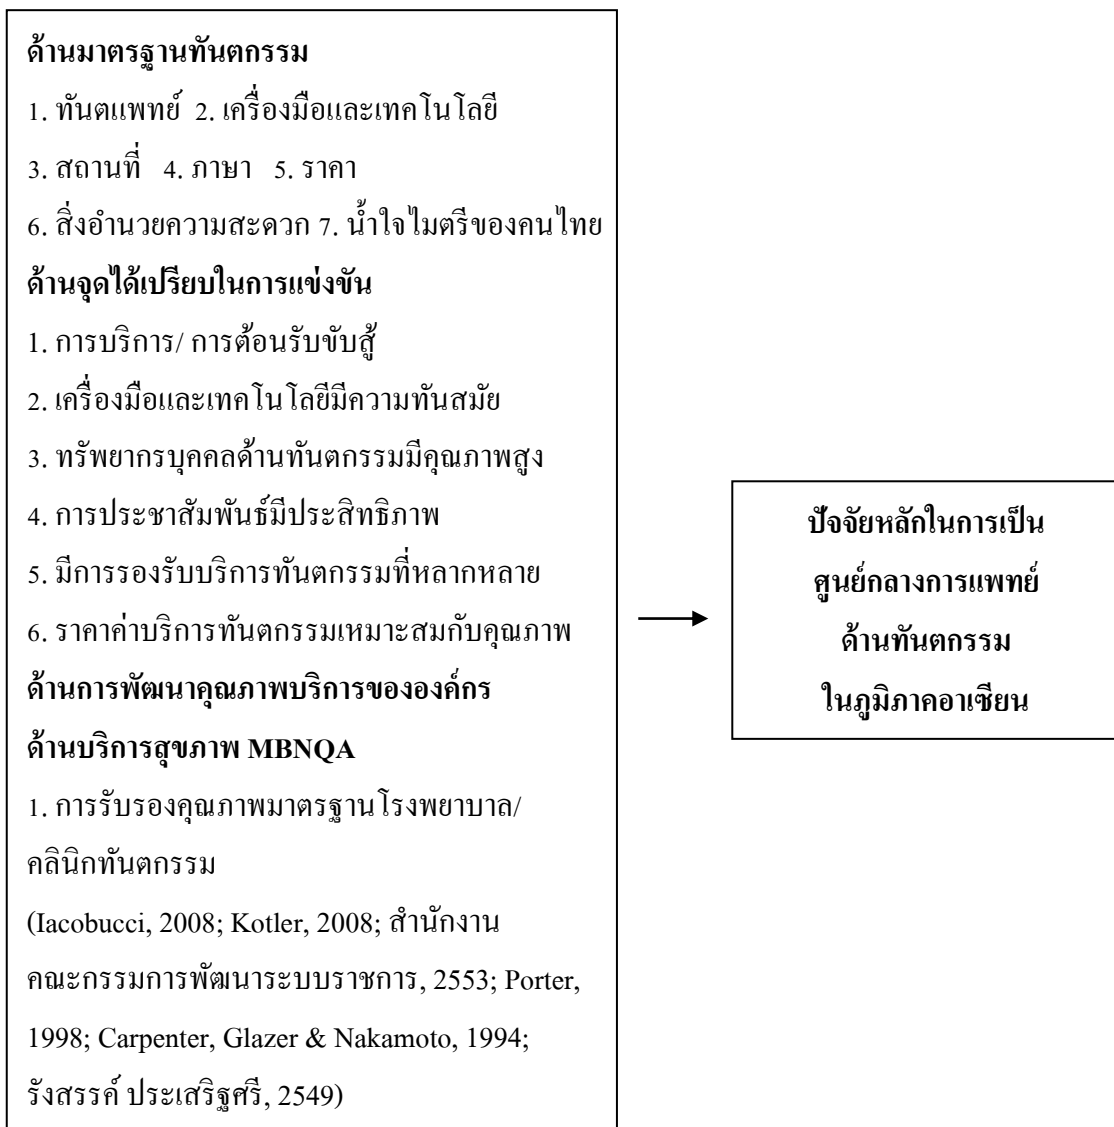 ด้านมาตรฐานทันตกรรม
1. ทันตแพทย์ 2. เครื่องมือและเทคโนโลยี
3. สถานที่ 4. ภาษา 5. ราคา
6. สิ่งอำนวยความสะดวก 7. น้ำใจไมตรีของคนไทย
ด้านจุดได้เปรียบในการแข่งขัน
1. การบริการ/ การต้อนรับขับสู้
2. เครื่องมือและเทคโนโลยีมีความทันสมัย
3. ทรัพยากรบุคคลด้านทันตกรรมมีคุณภาพสูง
4. การประชาสัมพันธ์มีประสิทธิภาพ
5. มีการรองรับบริการทันตกรรมที่หลากหลาย
6. ราคาค่าบริการทันตกรรมเหมาะสมกับคุณภาพ
ด้านการพัฒนาคุณภาพบริการขององค์กร
ด้านบริการสุขภาพ MBNQA
1. การรับรองคุณภาพมาตรฐานโรงพยาบาล/
คลินิกทันตกรรม
(Iacobucci, 2008; Kotler, 2008; สำนักงาน
คณะกรรมการพัฒนาระบบราชการ, 2553; Porter,
1998; Carpenter, Glazer & Nakamoto, 1994;
รังสรรค์ ประเสริฐศรี, 2549)
ปัจจัยหลักในการเป็น
ศูนย์กลางการแพทย์
ด้านทันตกรรม
ในภูมิภาคอาเซียน